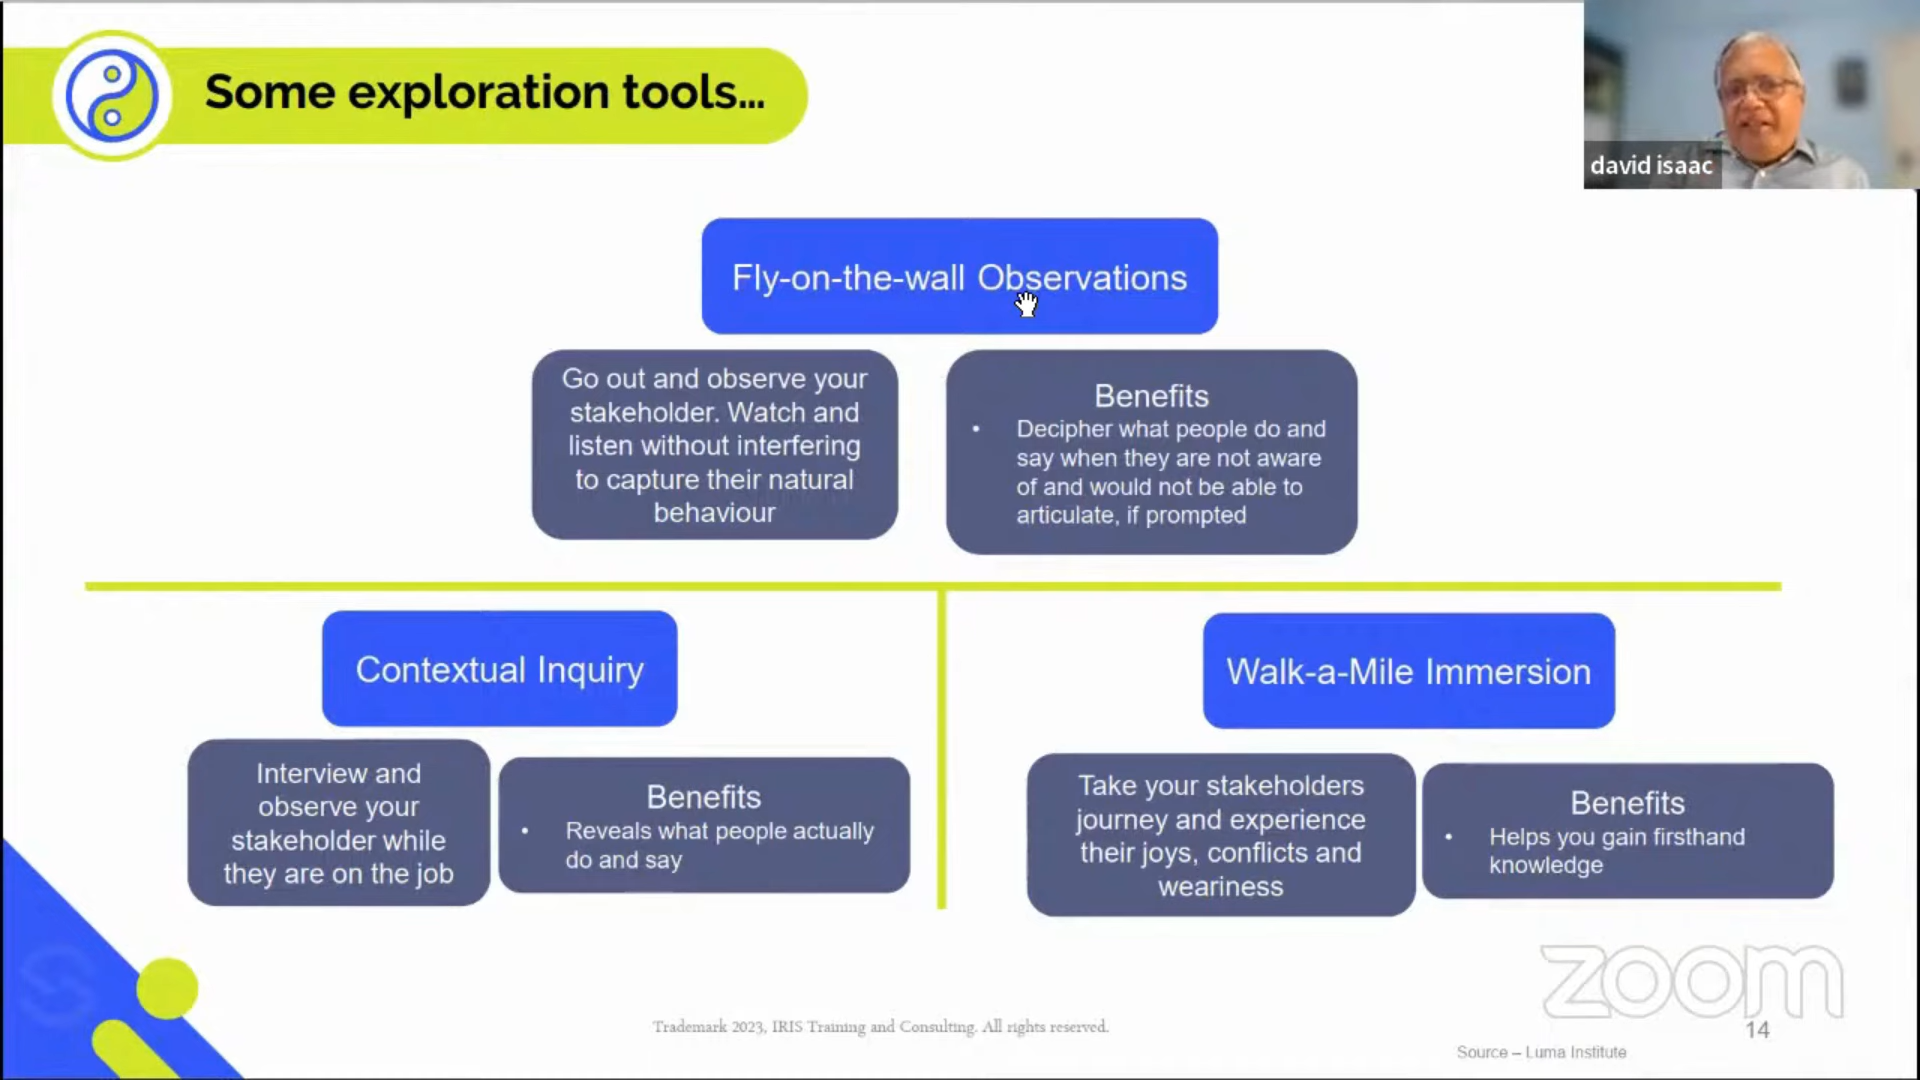 Some exploration tools...
david isaac
Fly-on-the-wall Observations
Go out and observe your
stakeholder. Watch and
listen without interfering
to capture their natural
behaviour
Benefits
• Decipher what people do and
say when they are not aware
of and would not be able to
articulate, if prompted
Contextual Inquiry
Interview and
observe your
stakeholder while
they are on the job
Benefits
• Reveals what people actually
do and say
Walk-a-Mile Immersion
Take your stakeholders
journey and experience
their joys, conflicts and
weariness
Benefits
• Helps you gain firsthand
knowledge
zoom
Trademark 2023, IRIS Training and Consulting. All rights reserved.
14
Source – Luma Institute